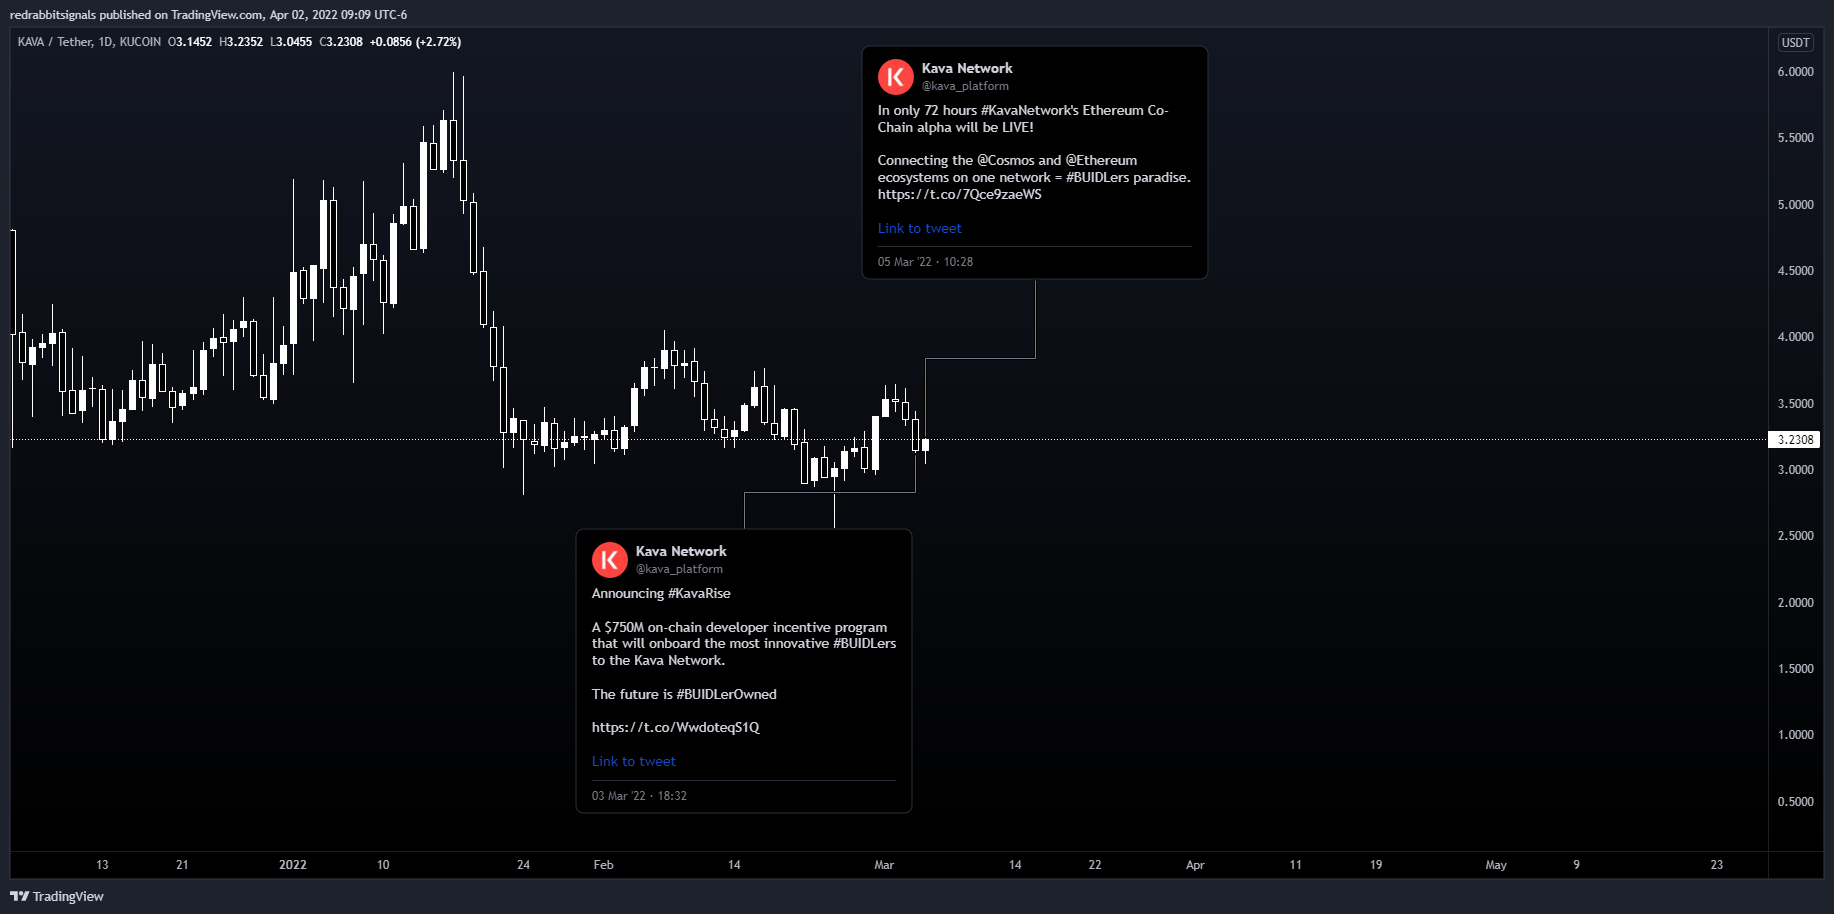 redrabbitsignals published on TradingView.com, Apr 02, 2022 09:09 UTC-6
KAVA / Tether, 1D, KUCOIN O3.1452 H3.2352 L3.0455 C3.2308 +0.0856 (+2.72%)
USDT
6.0000
5.5000
5.0000
4.5000
4.0000
3.5000
3.2308
3.0000
2.5000
2.0000
1.5000
1.0000
0.5000
K
Kava Network
@kava_platform
In only 72 hours #KavaNetwork's Ethereum Co-
Chain alpha will be LIVE!
Connecting the @Cosmos and @Ethereum
ecosystems on one network = #BUIDLers paradise.
https://t.co/7Qce9zaeWS
Link to tweet
05 Mar '22 · 10:28
K
Kava Network
@kava_platform
Announcing #KavaRise
A $750M on-chain developer incentive program
that will onboard the most innovative #BUIDLers
to the Kava Network.
The future is #BUIDLerOwned
https://t.co/WwdoteqS1Q
Link to tweet
03 Mar '22 · 18:32
13 21 2022 10 24 Feb 14 Mar 14 22 Apr 11 19 May 9 23
TradingView